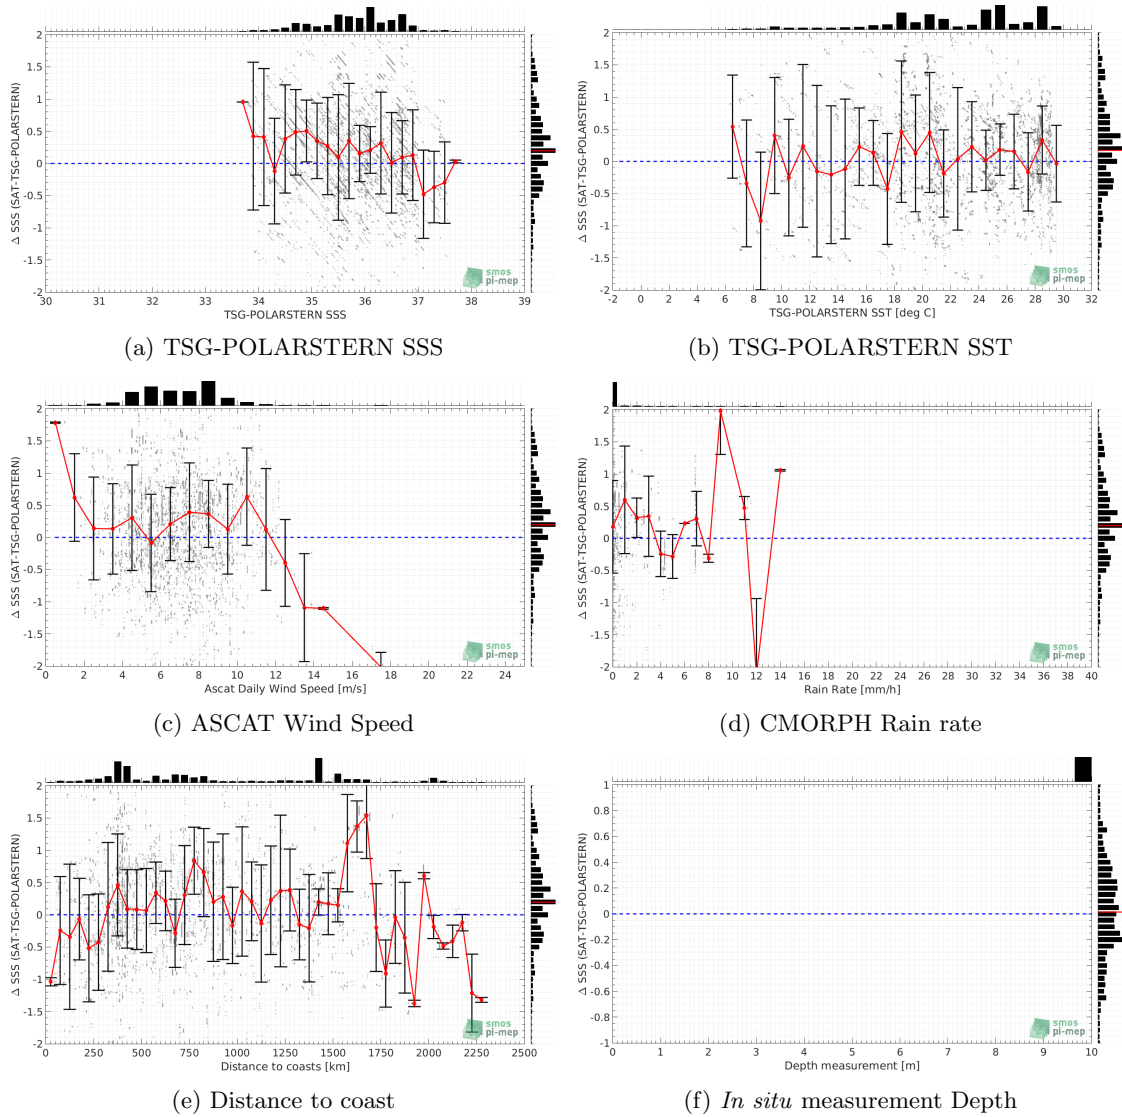 2
1.5
1
0.5
0
-0.5
-1
-1.5
-2
Δ SSS (SAT-TSG-POLARSTERN)
30 31 32 33 34 35 36 37 38 39
TSG-POLARSTERN SSS
smos
pi-mep
(a) TSG-POLARSTERN SSS
2
1.5
1
0.5
0
-0.5
-1
-1.5
-2
Δ SSS (SAT-TSG-POLARSTERN)
-2 0 2 4 6 8 10 12 14 16 18 20 22 24 26 28 30 32
TSG-POLARSTERN SST [deg C]
smos
pi-mep
(b) TSG-POLARSTERN SST
2
1.5
1
0.5
0
-0.5
-1
-1.5
-2
Δ SSS (SAT-TSG-POLARSTERN)
0 2 4 6 8 10 12 14 16 18 20 22 24
Ascat Daily Wind Speed [m/s]
smos
pi-mep
(c) ASCAT Wind Speed
2
1.5
1
0.5
0
-0.5
-1
-1.5
-2
Δ SSS (SAT-TSG-POLARSTERN)
0 2 4 6 8 10 12 14 16 18 20 22 24 26 28 30 32 34 36 38 40
Rain Rate [mm/h]
smos
pi-mep
(d) CMORPH Rain rate
2
1.5
1
0.5
0
-0.5
-1
-1.5
-2
Δ SSS (SAT-TSG-POLARSTERN)
0 250 500 750 1000 1250 1500 1750 2000 2250 2500
Distance to coasts [km]
smos
pi-mep
(e) Distance to coast
1
0.8
0.6
0.4
0.2
0
-0.2
-0.4
-0.6
-0.8
-1
Δ SSS (SAT-TSG-POLARSTERN)
0 1 2 3 4 5 6 7 8 9 10
Depth measurement [m]
smos
pi-mep
(f) In situ measurement Depth